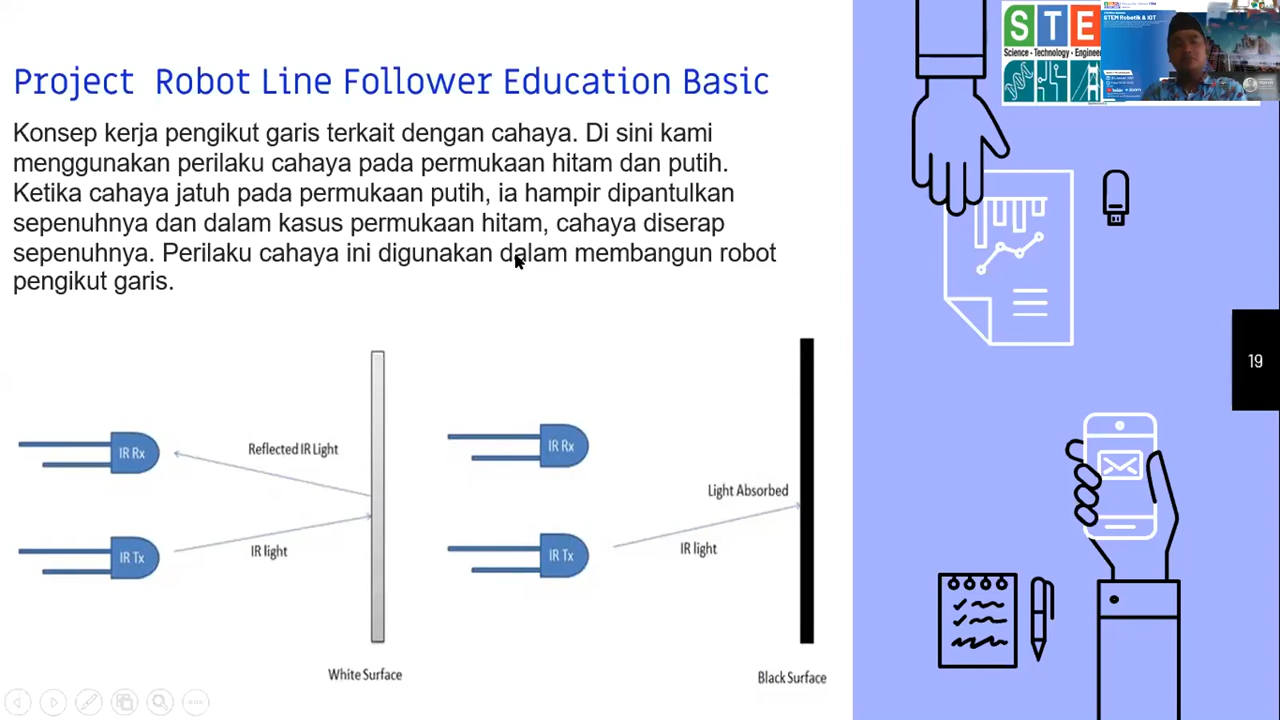 Project Robot Line Follower Education Basic
Konsep kerja pengikut garis terkait dengan cahaya. Di sini kami
menggunakan perilaku cahaya pada permukaan hitam dan putih.
Ketika cahaya jatuh pada permukaan putih, ia hampir dipantulkan
sepenuhnya dan dalam kasus permukaan hitam, cahaya diserap
sepenuhnya. Perilaku cahaya ini digunakan dalam membangun robot
pengikut garis.
IR Rx
Reflected IR Light
IR Tx
IR light
White Surface
IR Rx
Light Absorbed
IR Tx
IR light
Black Surface
STE
Science - Technology - Engineer
STEM Robotik & IOT
19